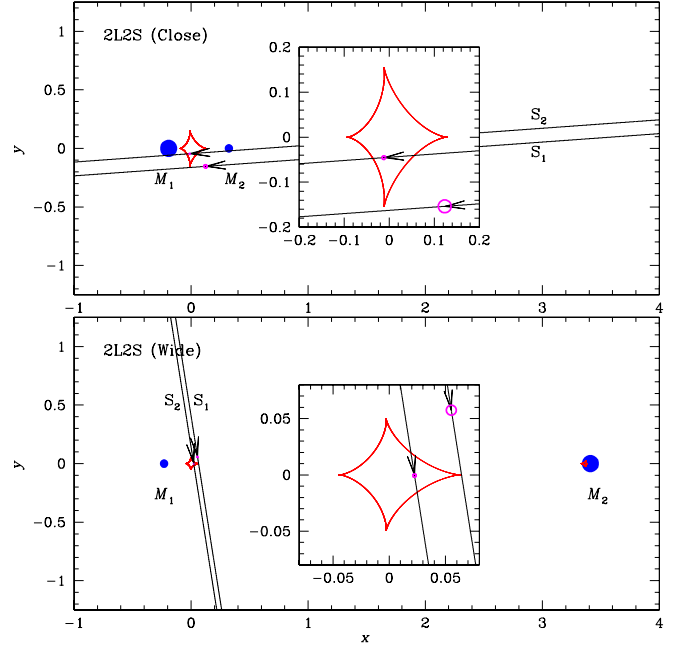 2L2S (Close)
1
0.5
0
−0.5
−1
y
M₁
M₂
S₂
S₁
0.2
0.1
0
−0.1
−0.2
−0.2 −0.1 0 0.1 0.2
−1 0 1 2 3 4
2L2S (Wide)
1
0.5
0
−0.5
−1
y
S₂ S₁
M₁
M₂
0.05
0
−0.05
−0.05 0 0.05
−1 0 1 2 3 4
x